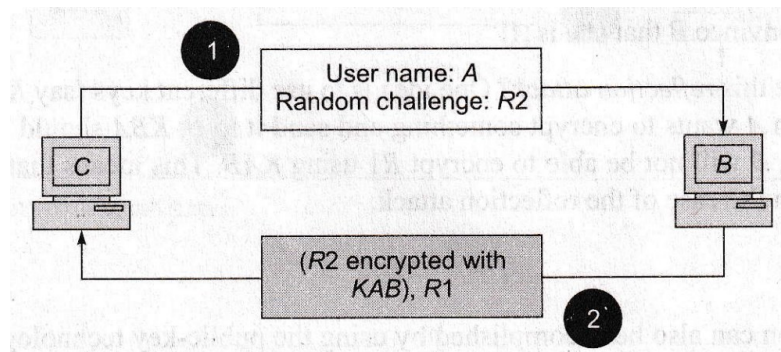 1
User name: A
Random challenge: R2
C
B
(R2 encrypted with
KAB), R1
2